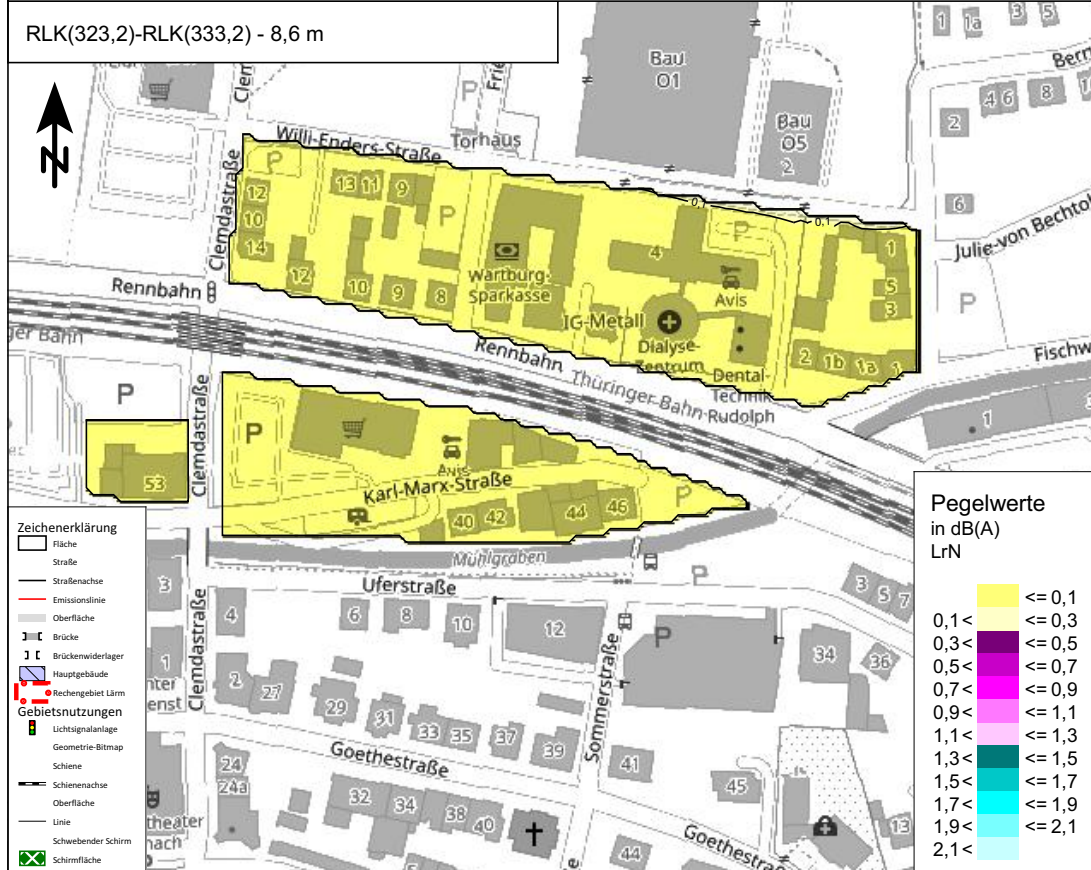 RLK(323,2)-RLK(333,2) - 8,6 m
N
Bau
O1
Bau
O5
2
1
1a
3
5
4
6
8
2
6
Julie-von-Bechtol
P
Torhaus
Willi-Enders-Straße
Clemdastraße
P
12
10
14
13
11
9
P
12
10
9
8
Wartburg-
Sparkasse
4
P
Avis
IG-Metall
Dialyse-
Zentrum
Dental-
Technik
Rudolph
1
5
3
2
1b
1a
1
P
Fischw
1
Rennbahn
Rennbahn
Thüringer-Bahn
ger Bahn
0,1
0,1
P
P
53
Clemdastraße
Avis
Karl-Marx-Straße
40
42
44
46
P
Mühlgraben
Uferstraße
P
3
5
7
Zeichenerklärung
Fläche
Straße
Straßenachse
Emissionslinie
Oberfläche
Brücke
Brückenwiderlager
Hauptgebäude
Rechengebiet Lärm
Gebietsnutzungen
Lichtsignalanlage
Geometrie-Bitmap
Schiene
Schienenachse
Oberfläche
Linie
Schwebender Schirm
Schirmfläche
3
1
4
6
8
10
12
P
34
36
Clemdastraße
2
27
29
31
33
35
37
39
41
45
Sommerstraße
Goethestraße
24
24a
32
34
38
40
44
Goethestraß
13
Pegelwerte
in dB(A)
LrN
<= 0,1
0,1 < <= 0,3
0,3 < <= 0,5
0,5 < <= 0,7
0,7 < <= 0,9
0,9 < <= 1,1
1,1 < <= 1,3
1,3 < <= 1,5
1,5 < <= 1,7
1,7 < <= 1,9
1,9 < <= 2,1
2,1 <